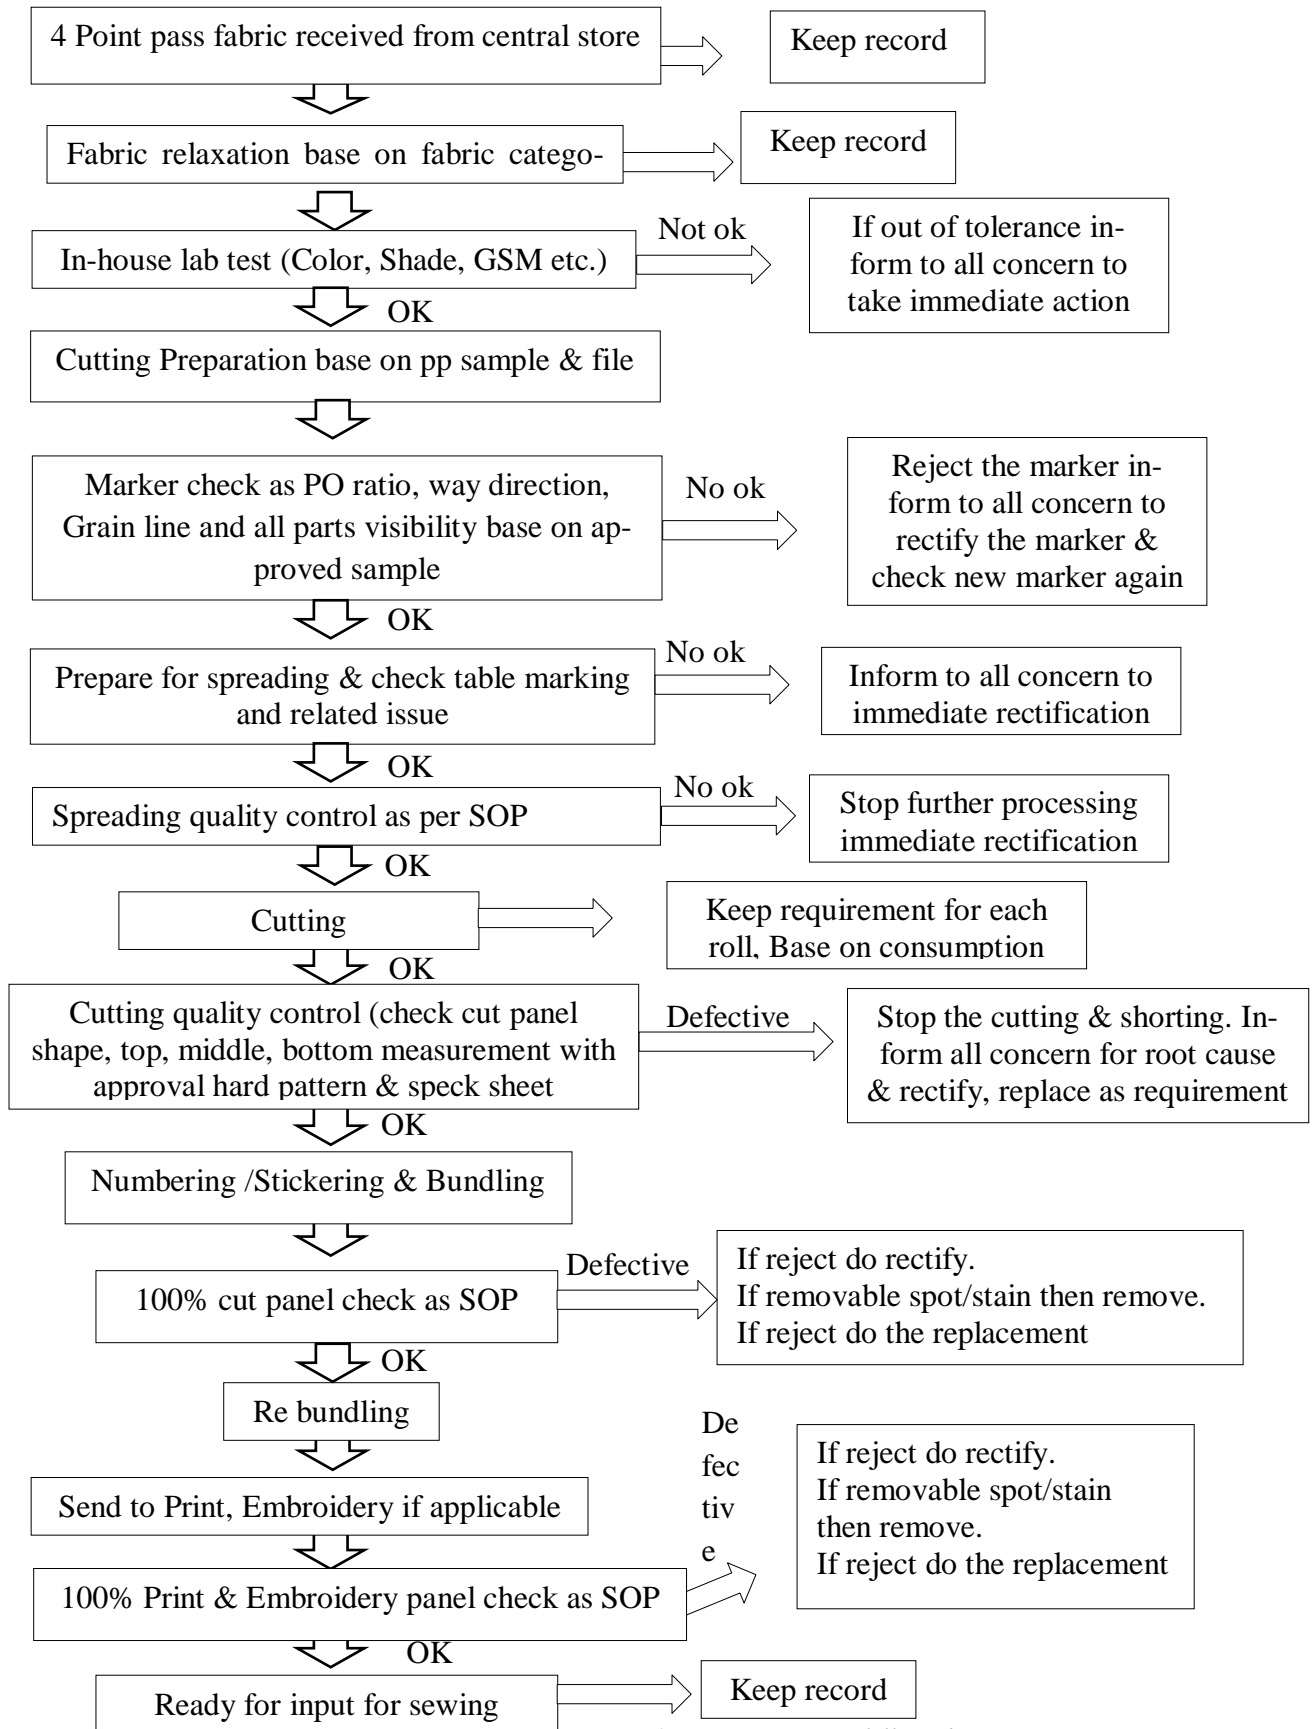 4 Point pass fabric received from central store
Keep record
Fabric relaxation base on fabric catego-
Keep record
In-house lab test (Color, Shade, GSM etc.)
Not ok
If out of tolerance in-
form to all concern to
take immediate action
OK
Cutting Preparation base on pp sample & file
Marker check as PO ratio, way direction,
Grain line and all parts visibility base on ap-
proved sample
No ok
Reject the marker in-
form to all concern to
rectify the marker &
check new marker again
OK
Prepare for spreading & check table marking
and related issue
No ok
Inform to all concern to
immediate rectification
OK
Spreading quality control as per SOP
No ok
Stop further processing
immediate rectification
OK
Cutting
Keep requirement for each
roll, Base on consumption
OK
Cutting quality control (check cut panel
shape, top, middle, bottom measurement with
approval hard pattern & speck sheet
Defective
Stop the cutting & shorting. In-
form all concern for root cause
& rectify, replace as requirement
OK
Numbering /Stickering & Bundling
100% cut panel check as SOP
Defective
If reject do rectify.
If removable spot/stain then remove.
If reject do the replacement
OK
Re bundling
Send to Print, Embroidery if applicable
100% Print & Embroidery panel check as SOP
De
fec
tiv
e
If reject do rectify.
If removable spot/stain
then remove.
If reject do the replacement
OK
Ready for input for sewing
Keep record